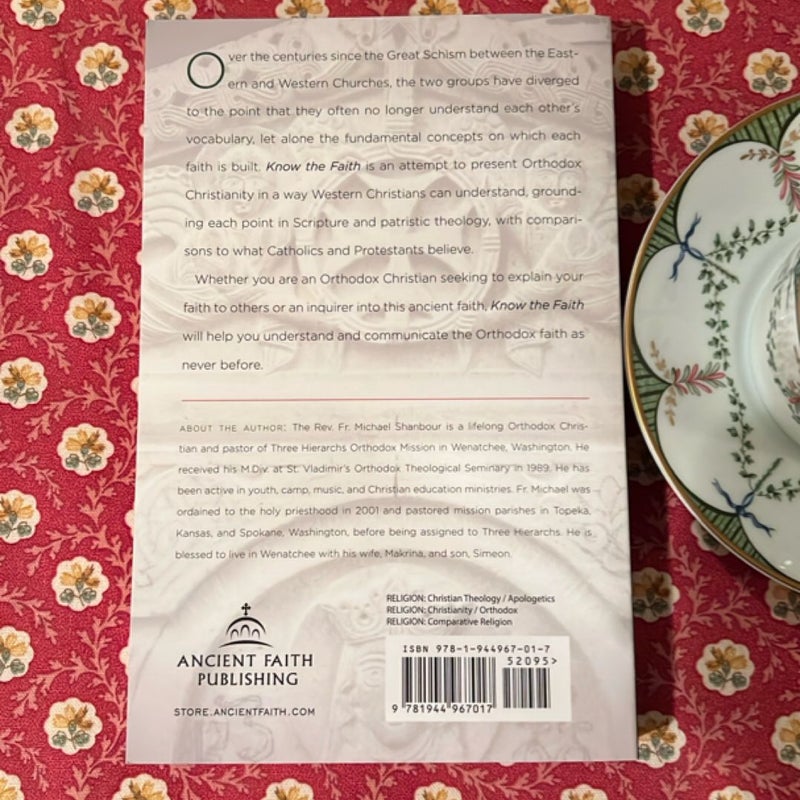 Over the centuries since the Great Schism between the East-
ern and Western Churches, the two groups have diverged
to the point that they often no longer understand each other's
vocabulary, let alone the fundamental concepts on which each
faith is built. Know the Faith is an attempt to present Orthodox
Christianity in a way Western Christians can understand, ground-
ing each point in Scripture and patristic theology, with compari-
sons to what Catholics and Protestants believe.
Whether you are an Orthodox Christian seeking to explain your
faith to others or an inquirer into this ancient faith, Know the Faith
will help you understand and communicate the Orthodox faith as
never before.
ABOUT THE AUTHOR: The Rev. Fr. Michael Shanbour is a lifelong Orthodox Chris-
tian and pastor of Three Hierarchs Orthodox Mission in Wenatchee, Washington. He
received his M.Div. at St. Vladimir's Orthodox Theological Seminary in 1989. He has
been active in youth, camp, music, and Christian education ministries. Fr. Michael was
ordained to the holy priesthood in 2001 and pastored mission parishes in Topeka,
Kansas, and Spokane, Washington, before being assigned to Three Hierarchs. He is
blessed to live in Wenatchee with his wife, Makrina, and son, Simeon.
RELIGION: Christian Theology / Apologetics
RELIGION: Christianity / Orthodox
RELIGION: Comparative Religion
ANCIENT FAITH
PUBLISHING
STORE.ANCIENTFAITH.COM
ISBN 978-1-944967-01-7
52095>
9 781944 967017